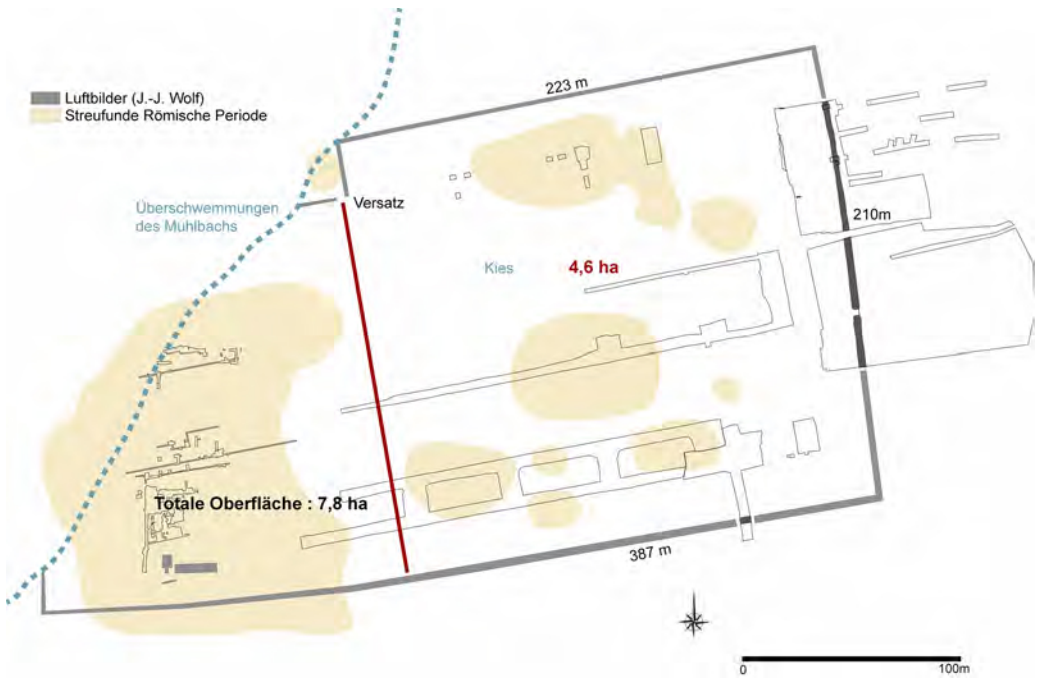 223 m
Luftbilder (J.-J. Wolf)
Streufunde Römische Periode
Überschwemmungen
des Mühlbachs
Versatz
210m
Kies
4,6 ha
Totale Oberfläche : 7,8 ha
387 m
0
100m